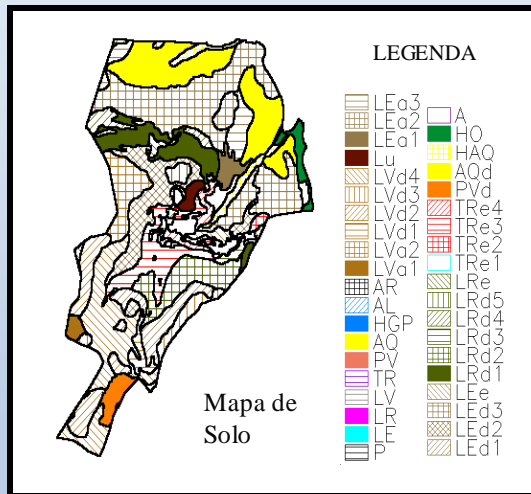 LEGENDA
LEa3
LEa2
LEa1
Lu
LVd4
LVd3
LVd2
LVd1
LVa2
LVa1
AR
AL
HGP
AQ
PV
TR
LV
LR
LE
P
A
HO
HAQ
AQd
PVd
TRe4
TRe3
TRe2
TRe1
LRe
LRd5
LRd4
LRd3
LRd2
LRd1
LEe
LEd3
LEd2
LEd1
Mapa de
Solo